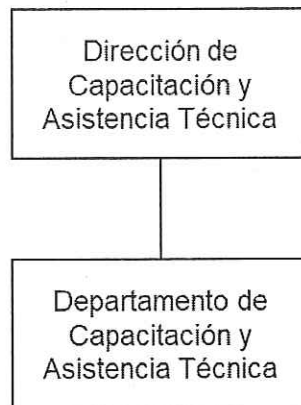 Dirección de
Capacitación y
Asistencia Técnica
Departamento de
Capacitación y
Asistencia Técnica